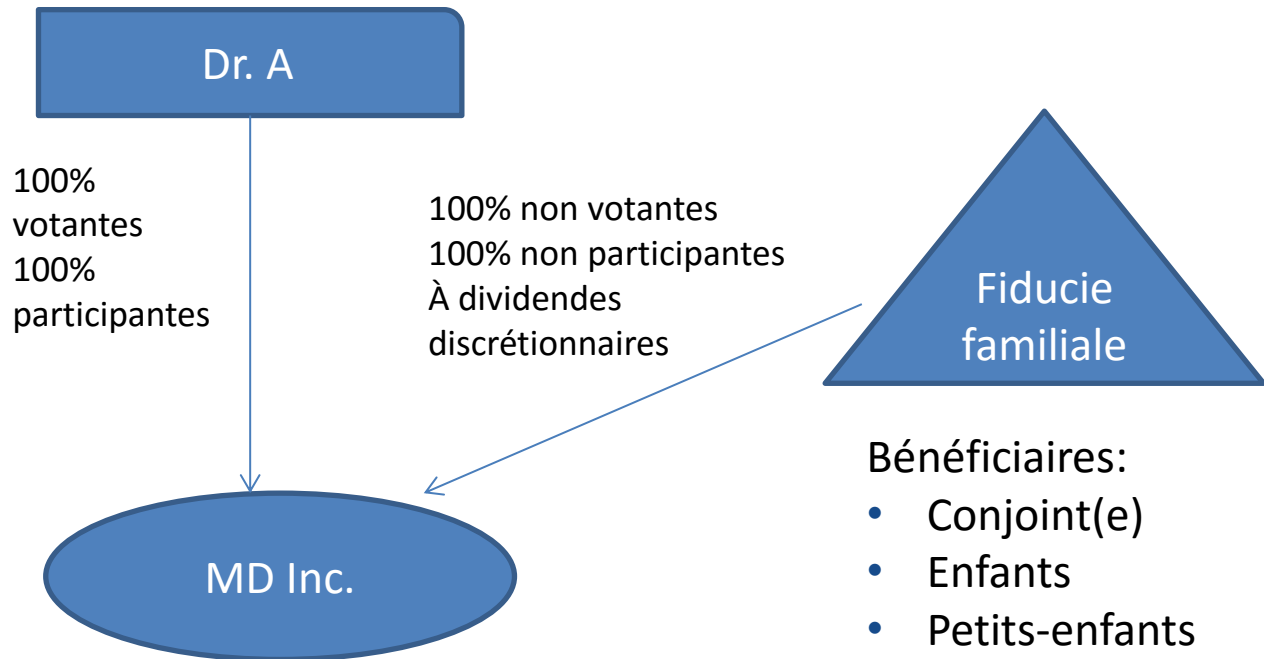 Dr. A
100%
votantes
100%
participantes
100% non votantes
100% non participantes
À dividendes
discrétionnaires
Fiducie
familiale
MD Inc.
Bénéficiaires:
• Conjoint(e)
• Enfants
• Petits-enfants